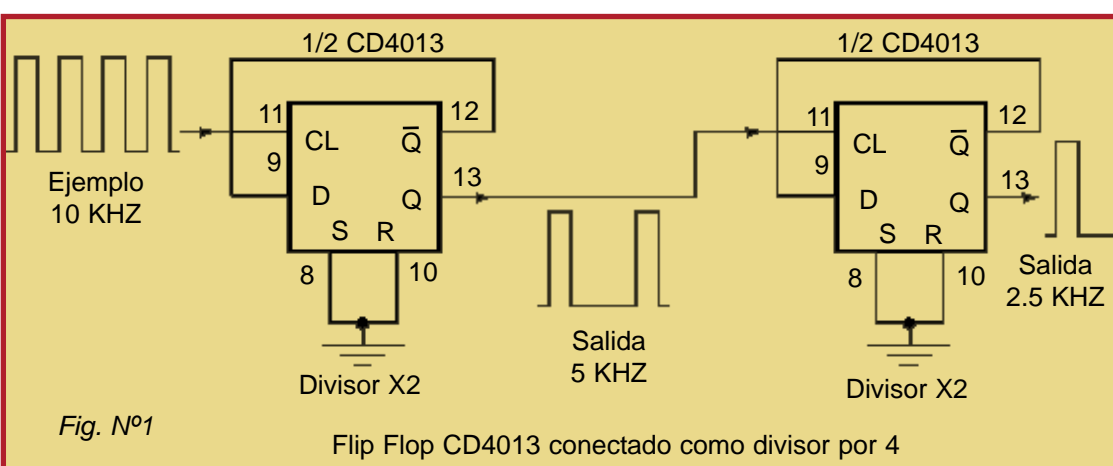 1/2 CD4013
1/2 CD4013
11
12
CL
Q̅
9
13
D
Q
S R
8
10
Ejemplo
10 KHZ
Divisor X2
Salida
5 KHZ
11
12
CL
Q̅
9
13
D
Q
S R
8
10
Salida
2.5 KHZ
Divisor X2
Fig. Nº1
Flip Flop CD4013 conectado como divisor por 4